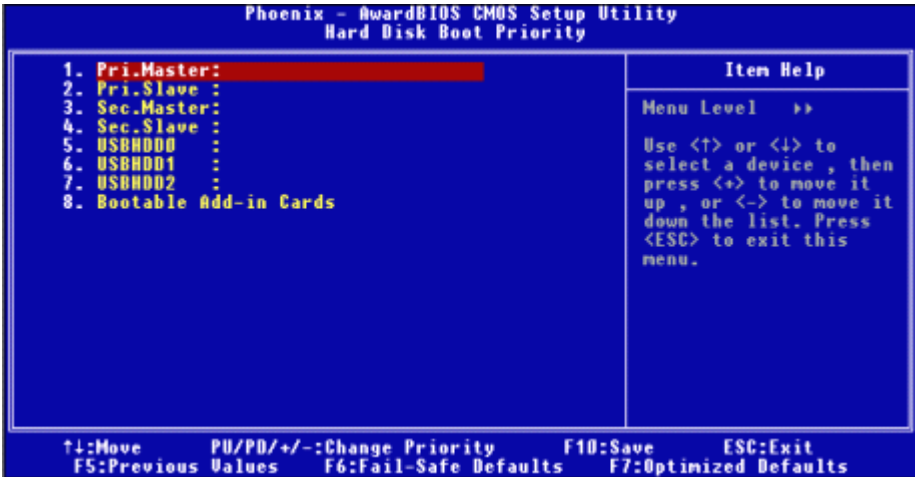 Phoenix - AwardBIOS CMOS Setup Utility
Hard Disk Boot Priority
1. Pri.Master:
2. Pri.Slave :
3. Sec.Master:
4. Sec.Slave :
5. USBHDD0 :
6. USBHDD1 :
7. USBHDD2 :
8. Bootable Add-in Cards
Item Help
Menu Level ▸▸
Use <↑> or <↓> to
select a device , then
press <+> to move it
up , or <-> to move it
down the list. Press
<ESC> to exit this
menu.
↑↓:Move PU/PD/+/-:Change Priority F10:Save ESC:Exit
F5:Previous Values F6:Fail-Safe Defaults F7:Optimized Defaults